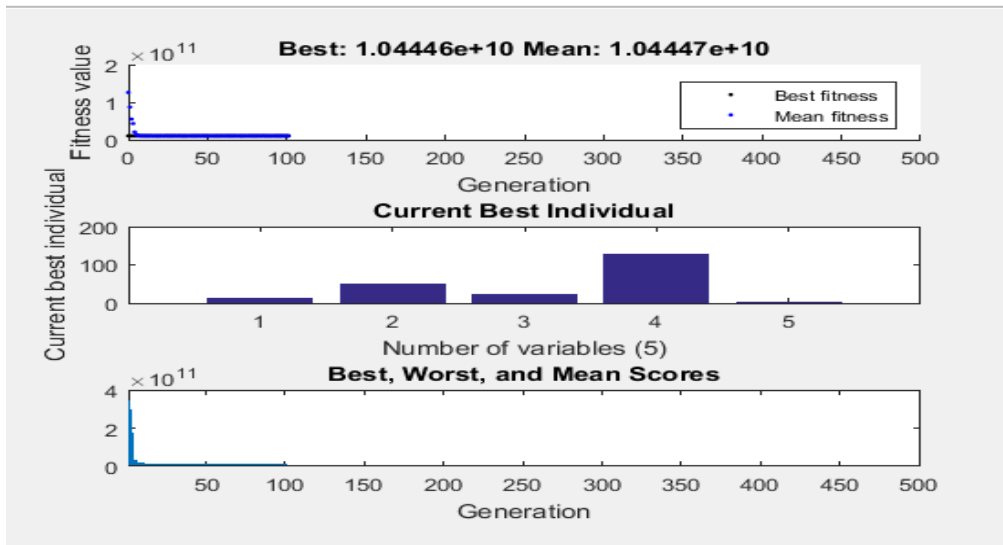 × 10^11
Best: 1.04446e+10 Mean: 1.04447e+10
Fitness value
2
1
0
Best fitness
Mean fitness
0 50 100 150 200 250 300 350 400 450 500
Generation
Current Best Individual
Current best individual
200
100
0
1 2 3 4 5
Number of variables (5)
× 10^11
Best, Worst, and Mean Scores
4
2
0
50 100 150 200 250 300 350 400 450 500
Generation